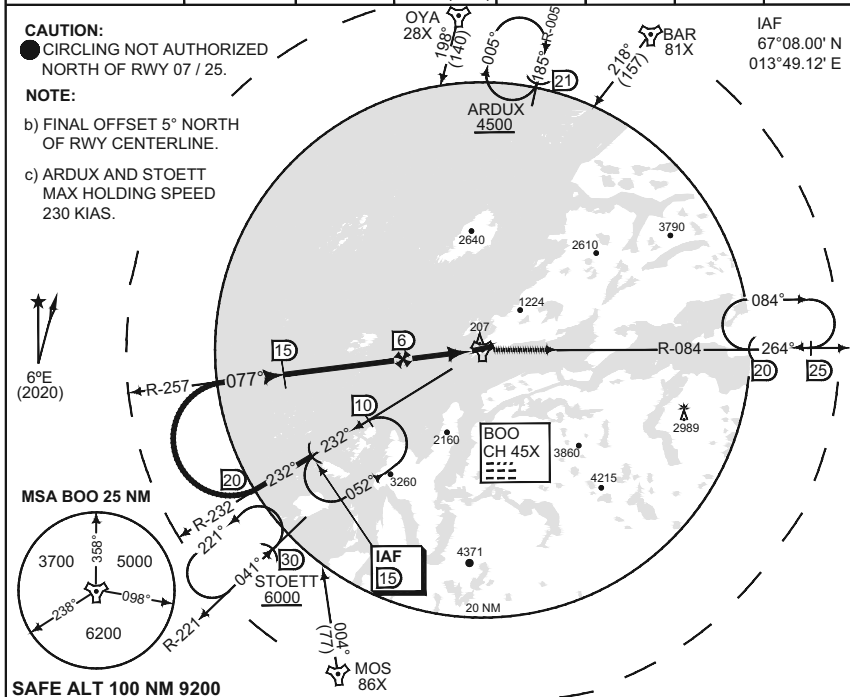 CAUTION:
CIRCLING NOT AUTHORIZED
NORTH OF RWY 07 / 25.
NOTE:
b) FINAL OFFSET 5° NORTH
OF RWY CENTERLINE.
c) ARDUX AND STOETT
MAX HOLDING SPEED
230 KIAS.
OYA
28X
198°
(140)
005°
R-005
185°
21
ARDUX
4500
BAR
81X
218°
(157)
IAF
67°08.00' N
013°49.12' E
2640
2610
3790
1224
207
6°E
(2020)
R-257
077°
15
6
R-084
084°
264°
20
25
10
232°
232°
052°
20
R-232
2160
3260
BOO
CH 45X
3860
2989
4215
4371
IAF
15
221°
041°
R-221
30
STOETT
6000
004°
(77)
MOS
86X
20 NM
MSA BOO 25 NM
3700
358°
5000
238°
098°
6200
SAFE ALT 100 NM 9200